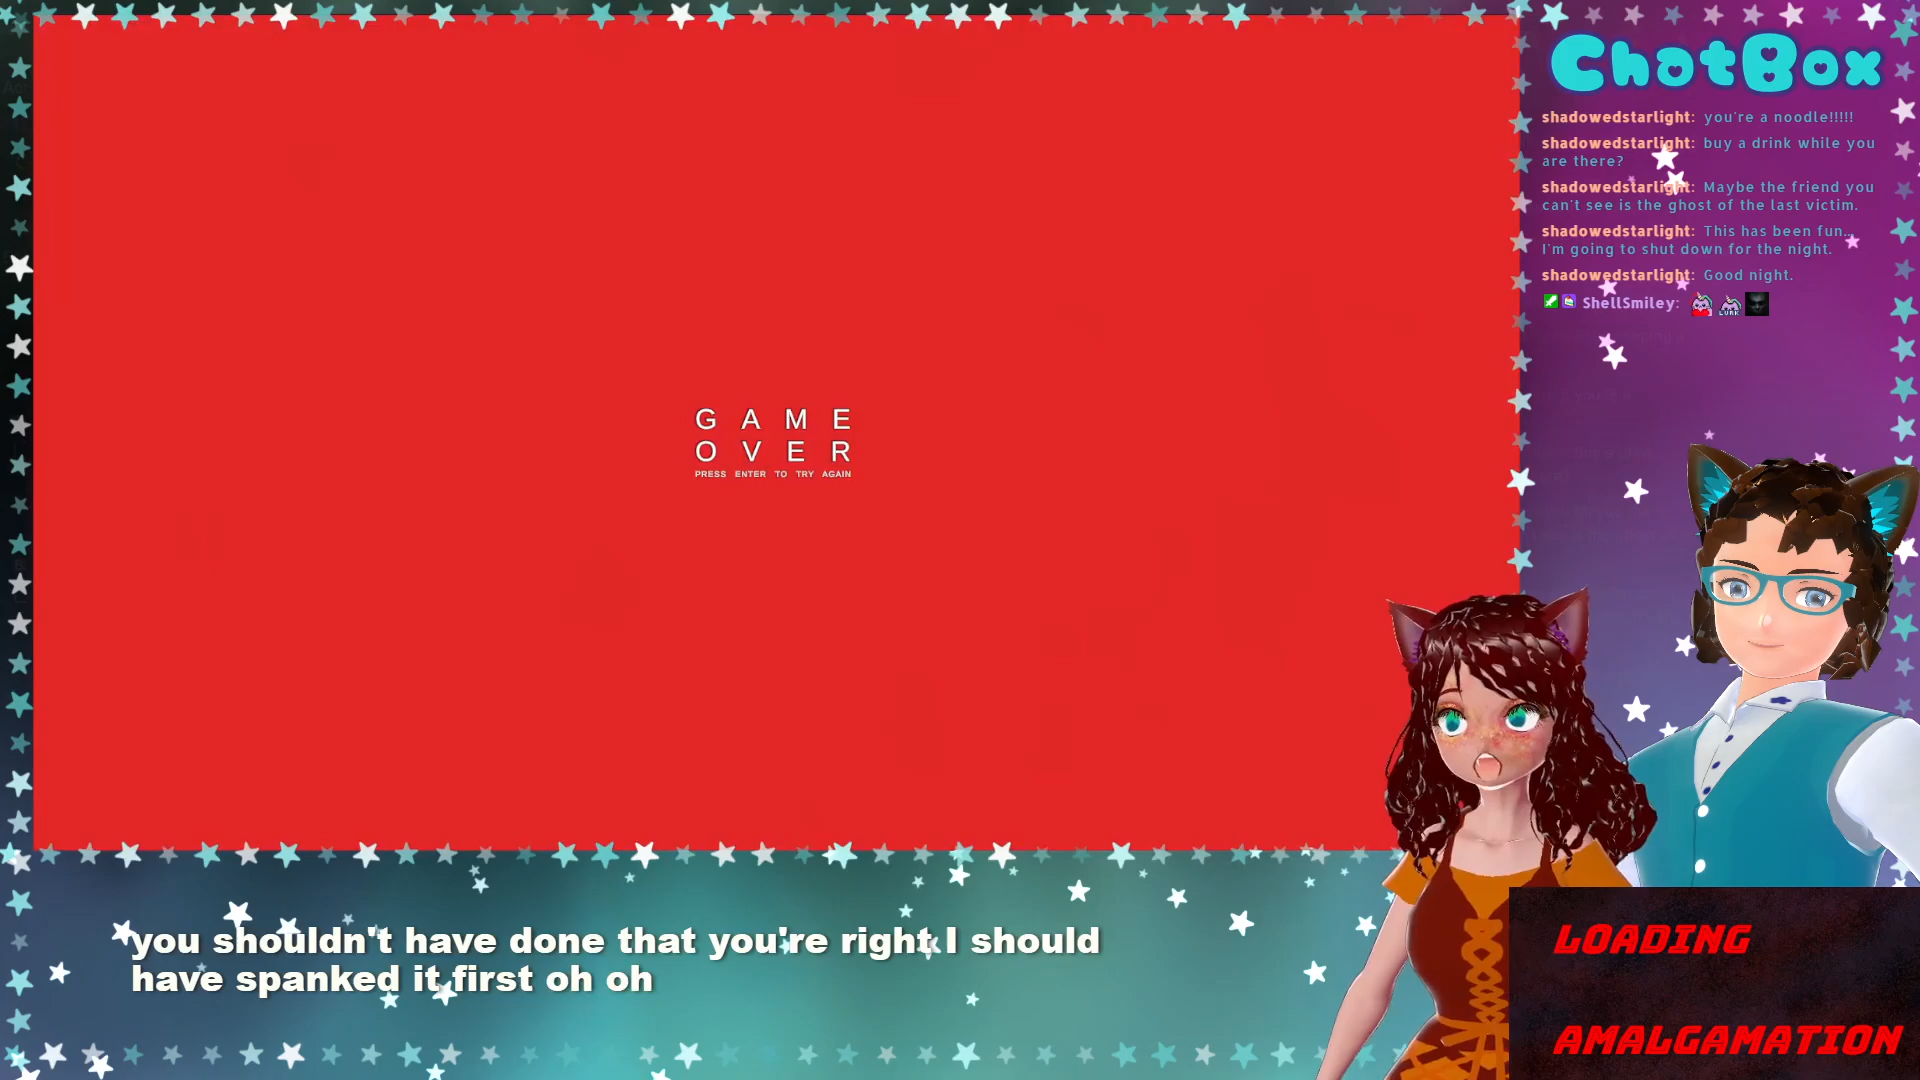 ChatBox
shadowedstarlight: you're a noodle!!!!!
shadowedstarlight: buy a drink while you
are there?
shadowedstarlight: Maybe the friend you
can't see is the ghost of the last victim.
shadowedstarlight: This has been fun...
I'm going to shut down for the night.
shadowedstarlight: Good night.
ShellSmiley:
LURK
GAME
OVER
PRESS ENTER TO TRY AGAIN
you shouldn't have done that you're right I should
have spanked it first oh oh
LOADING
AMALGAMATION